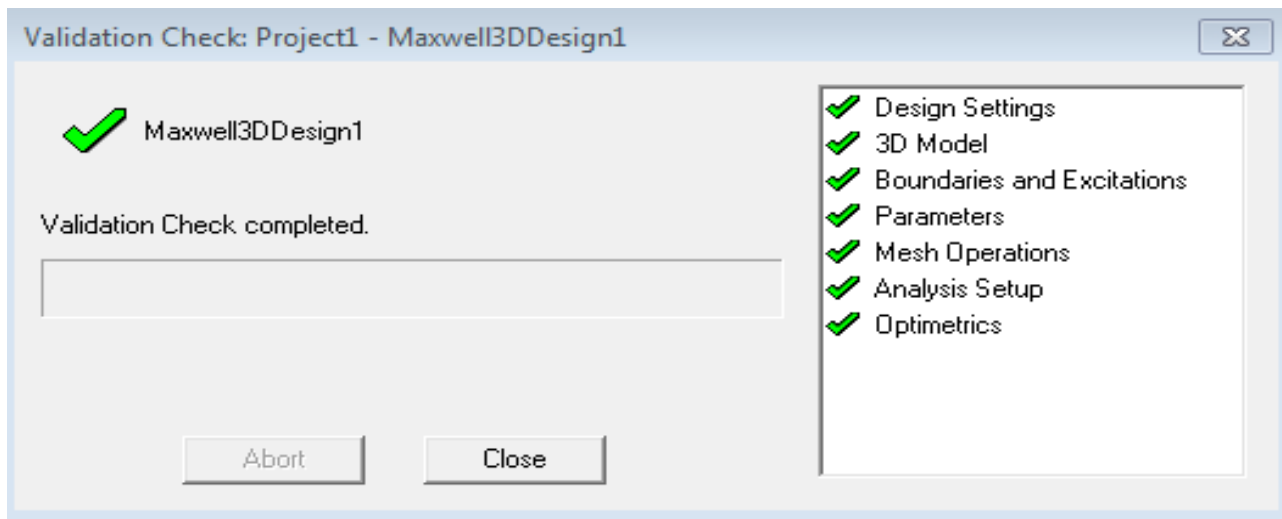 Validation Check: Project1 - Maxwell3DDesign1
Maxwell3DDesign1
Validation Check completed.
Abort
Close
Design Settings
3D Model
Boundaries and Excitations
Parameters
Mesh Operations
Analysis Setup
Optimetrics